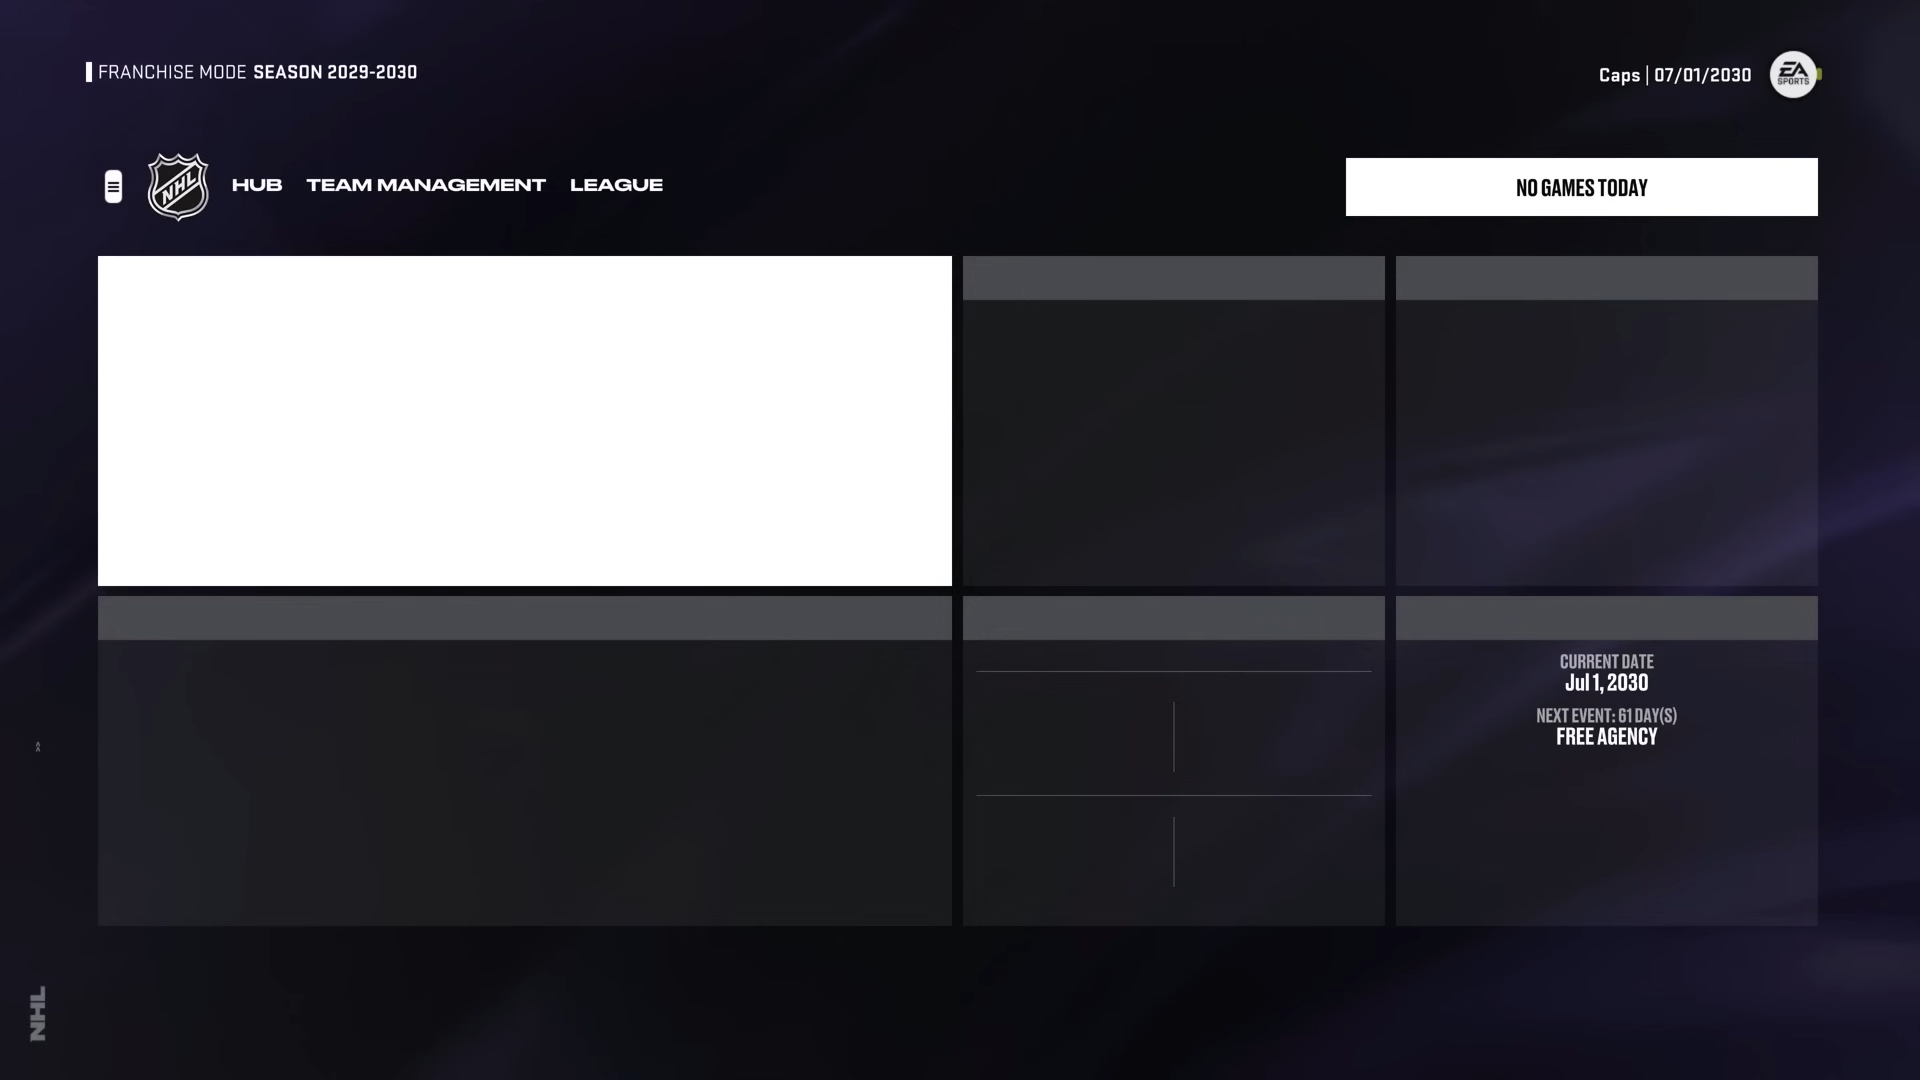 FRANCHISE MODE SEASON 2029-2030
Caps | 07/01/2030
EA
SPORTS
NHL
HUB
TEAM MANAGEMENT
LEAGUE
NO GAMES TODAY
CURRENT DATE
Jul 1, 2030
NEXT EVENT: 61 DAY(S)
FREE AGENCY
NHL